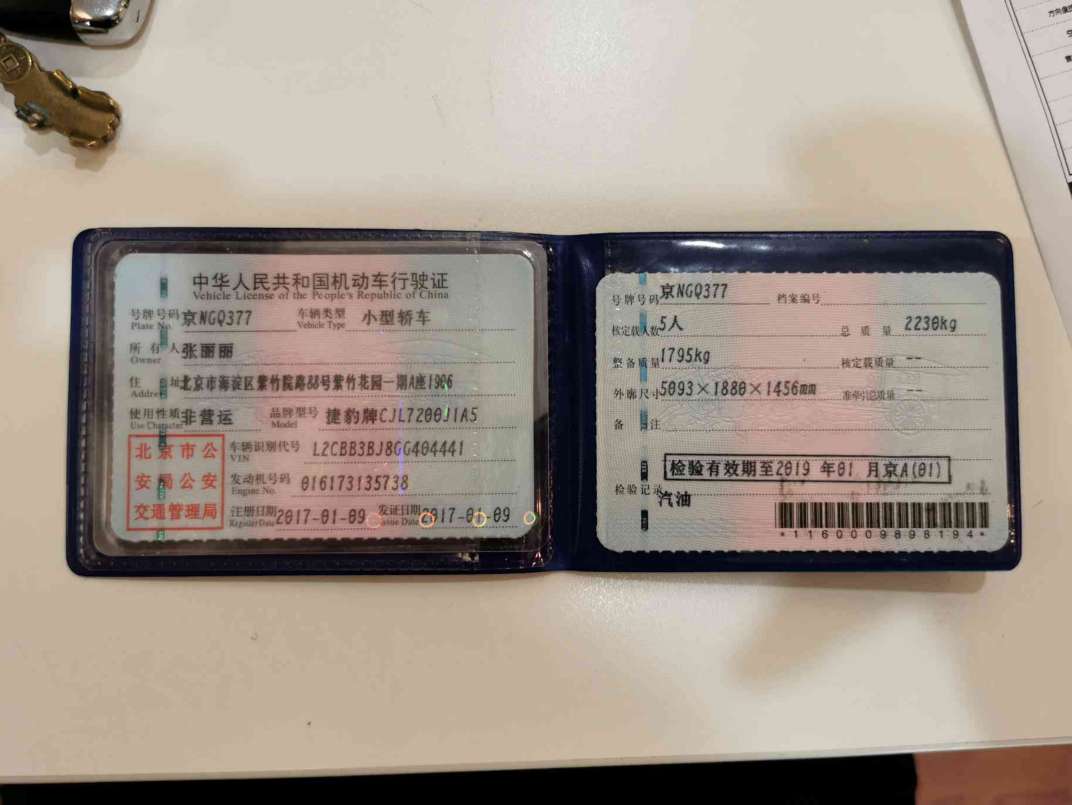 中华人民共和国机动车行驶证
Vehicle License of the People's Republic of China
号牌号码 京NGQ377 车辆类型 小型轿车
Plate No. Vehicle Type
所有人 张丽丽
Owner
住址 北京市海淀区紫竹院路88号紫竹花园一期A座1906
Address
使用性质 非营运 品牌型号 捷豹牌CJL7200J1A5
Use Character Model
北京市公
安局公安
交通管理局
车辆识别代号 L2CBB3BJ8GG404441
VIN
发动机号码 016173135738
Engine No.
注册日期 2017-01-09 发证日期 2017-01-09
Register Date Issue Date
号牌号码 京NGQ377 档案编号
核定载人数 5人 总质量 2230kg
整备质量 1795kg 核定载质量 --
外廓尺寸 5093×1880×1456mm 准牵引总质量 --
备注
检验有效期至2019年01月京A(01)
检验记录
汽油
*1160009898194*
方向